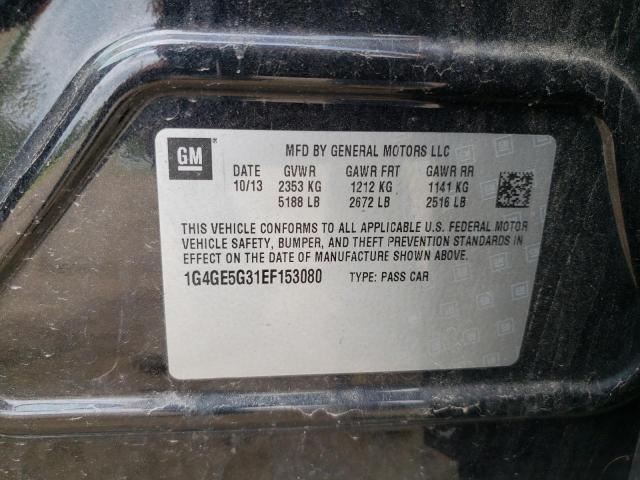 GM
MFD BY GENERAL MOTORS LLC
DATE GVWR GAWR FRT GAWR RR
10/13 2353 KG 1212 KG 1141 KG
5188 LB 2672 LB 2516 LB
THIS VEHICLE CONFORMS TO ALL APPLICABLE U.S. FEDERAL MOTOR
VEHICLE SAFETY, BUMPER, AND THEFT PREVENTION STANDARDS IN
EFFECT ON THE DATE OF MANUFACTURE SHOWN ABOVE.
1G4GE5G31EF153080 TYPE: PASS CAR